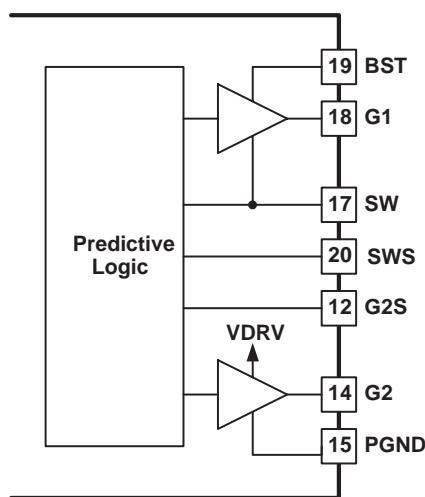 19 BST
18 G1
17 SW
Predictive
Logic
20 SWS
12 G2S
VDRV
14 G2
15 PGND